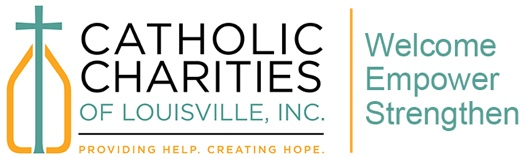 CATHOLIC
CHARITIES
OF LOUISVILLE, INC.
PROVIDING HELP. CREATING HOPE.
Welcome
Empower
Strengthen